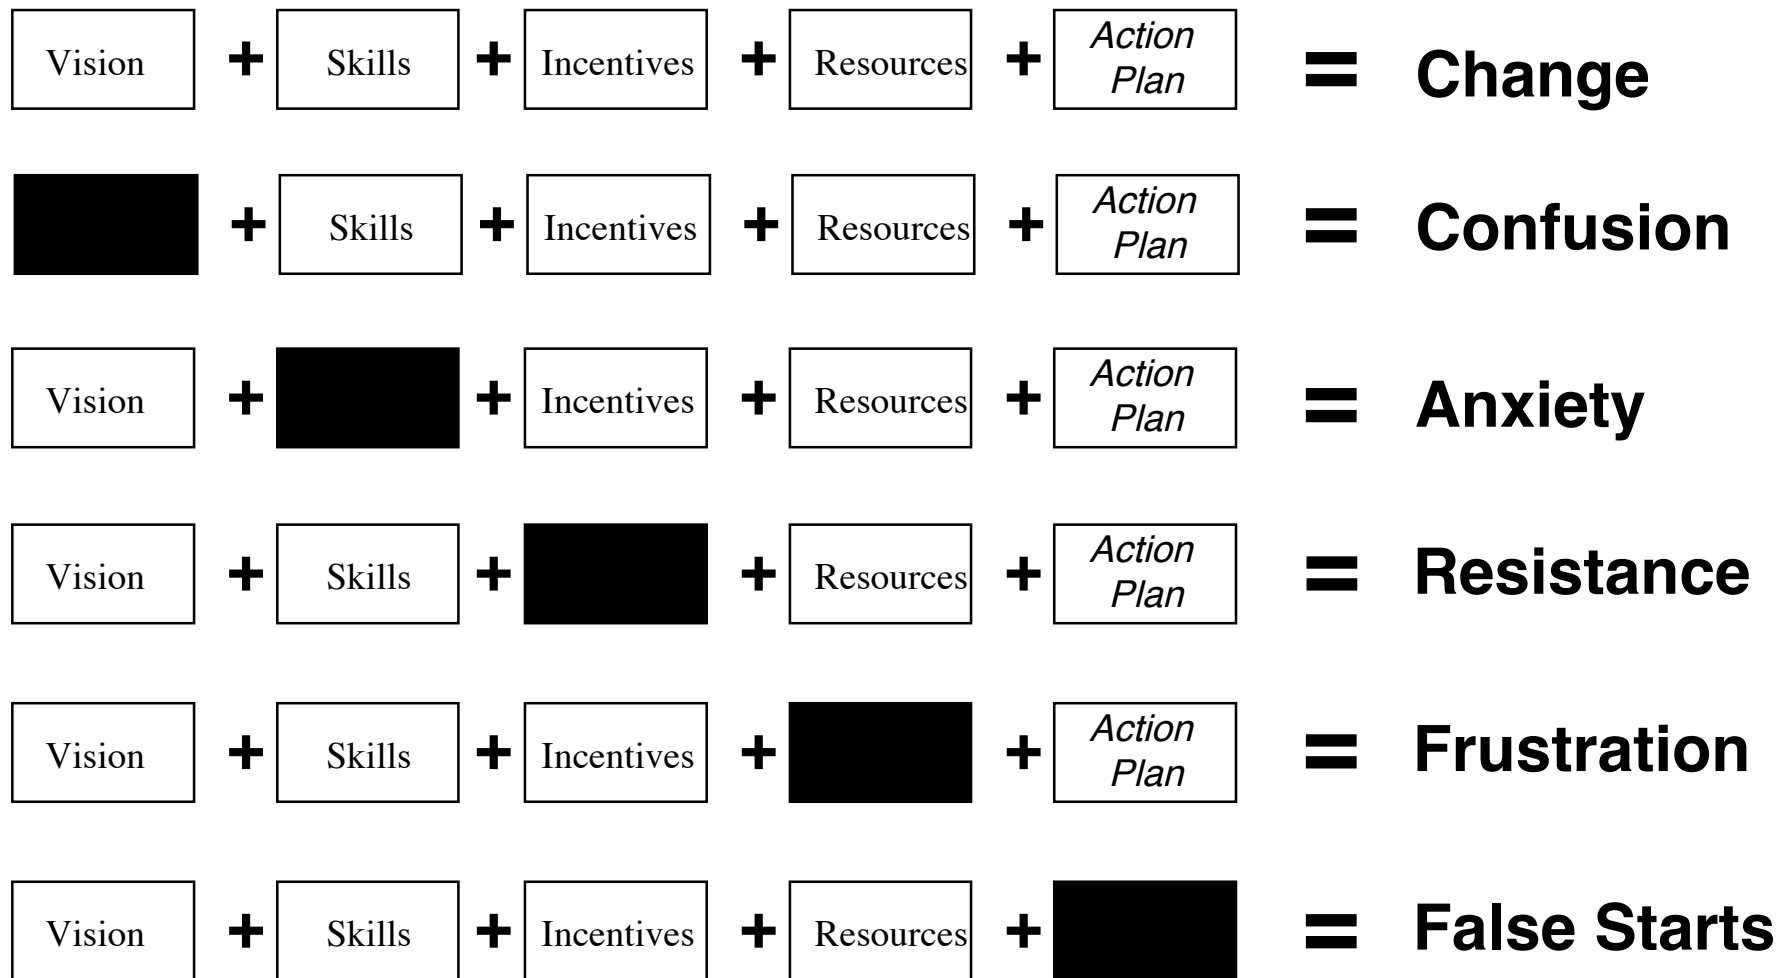 Vision + Skills + Incentives + Resources + Action Plan = Change
+ Skills + Incentives + Resources + Action Plan = Confusion
Vision + + Incentives + Resources + Action Plan = Anxiety
Vision + Skills + + Resources + Action Plan = Resistance
Vision + Skills + Incentives + + Action Plan = Frustration
Vision + Skills + Incentives + Resources + = False Starts